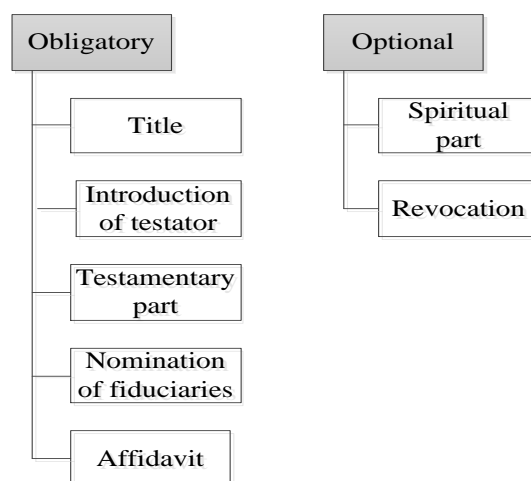 Obligatory
Title
Introduction
of testator
Testamentary
part
Nomination
of fiduciaries
Affidavit
Optional
Spiritual
part
Revocation